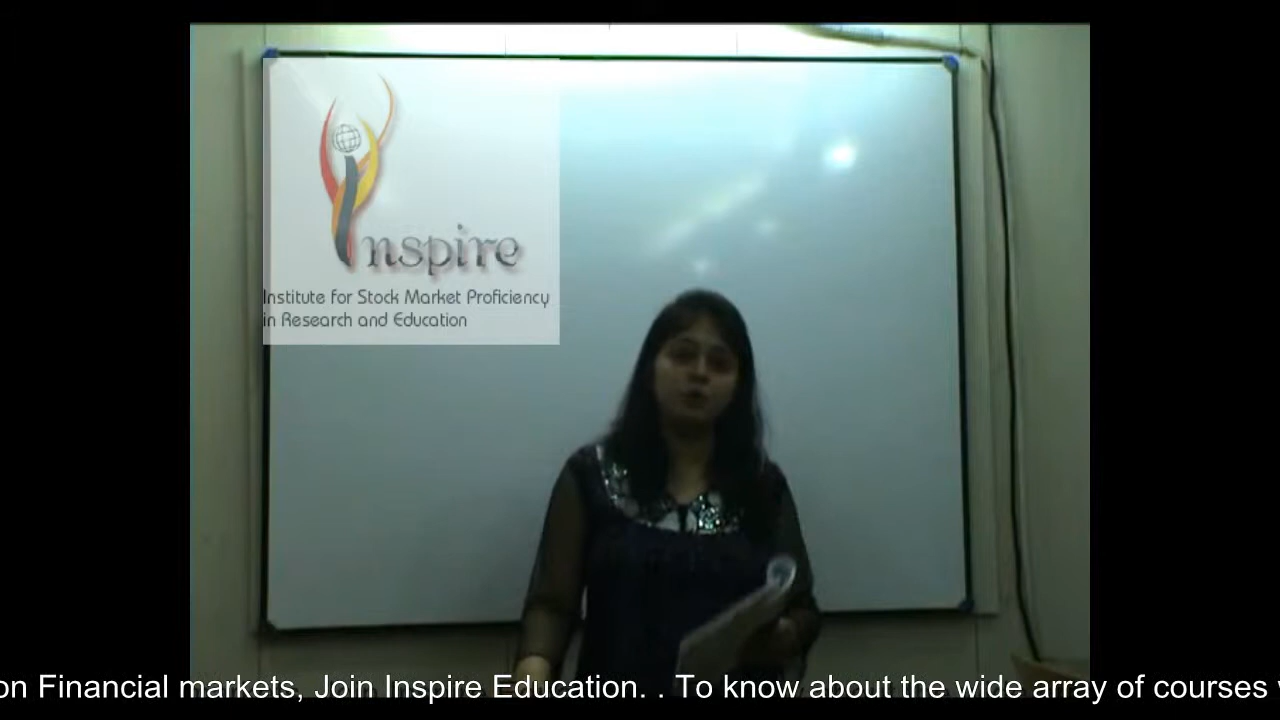 Inspire
Institute for Stock Market Proficiency
in Research and Education
on Financial markets, Join Inspire Education. . To know about the wide array of courses